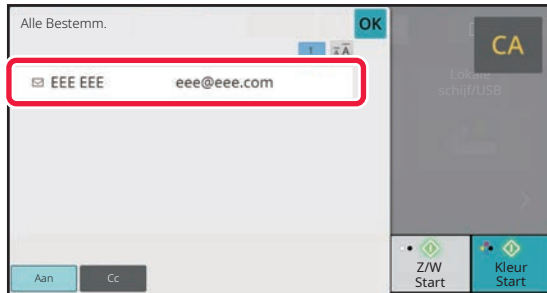 Alle Bestemm.
OK
1
CA
EEE EEE eee@eee.com
Lokale
schijf/USB
Aan
Cc
Z/W
Start
Kleur
Start